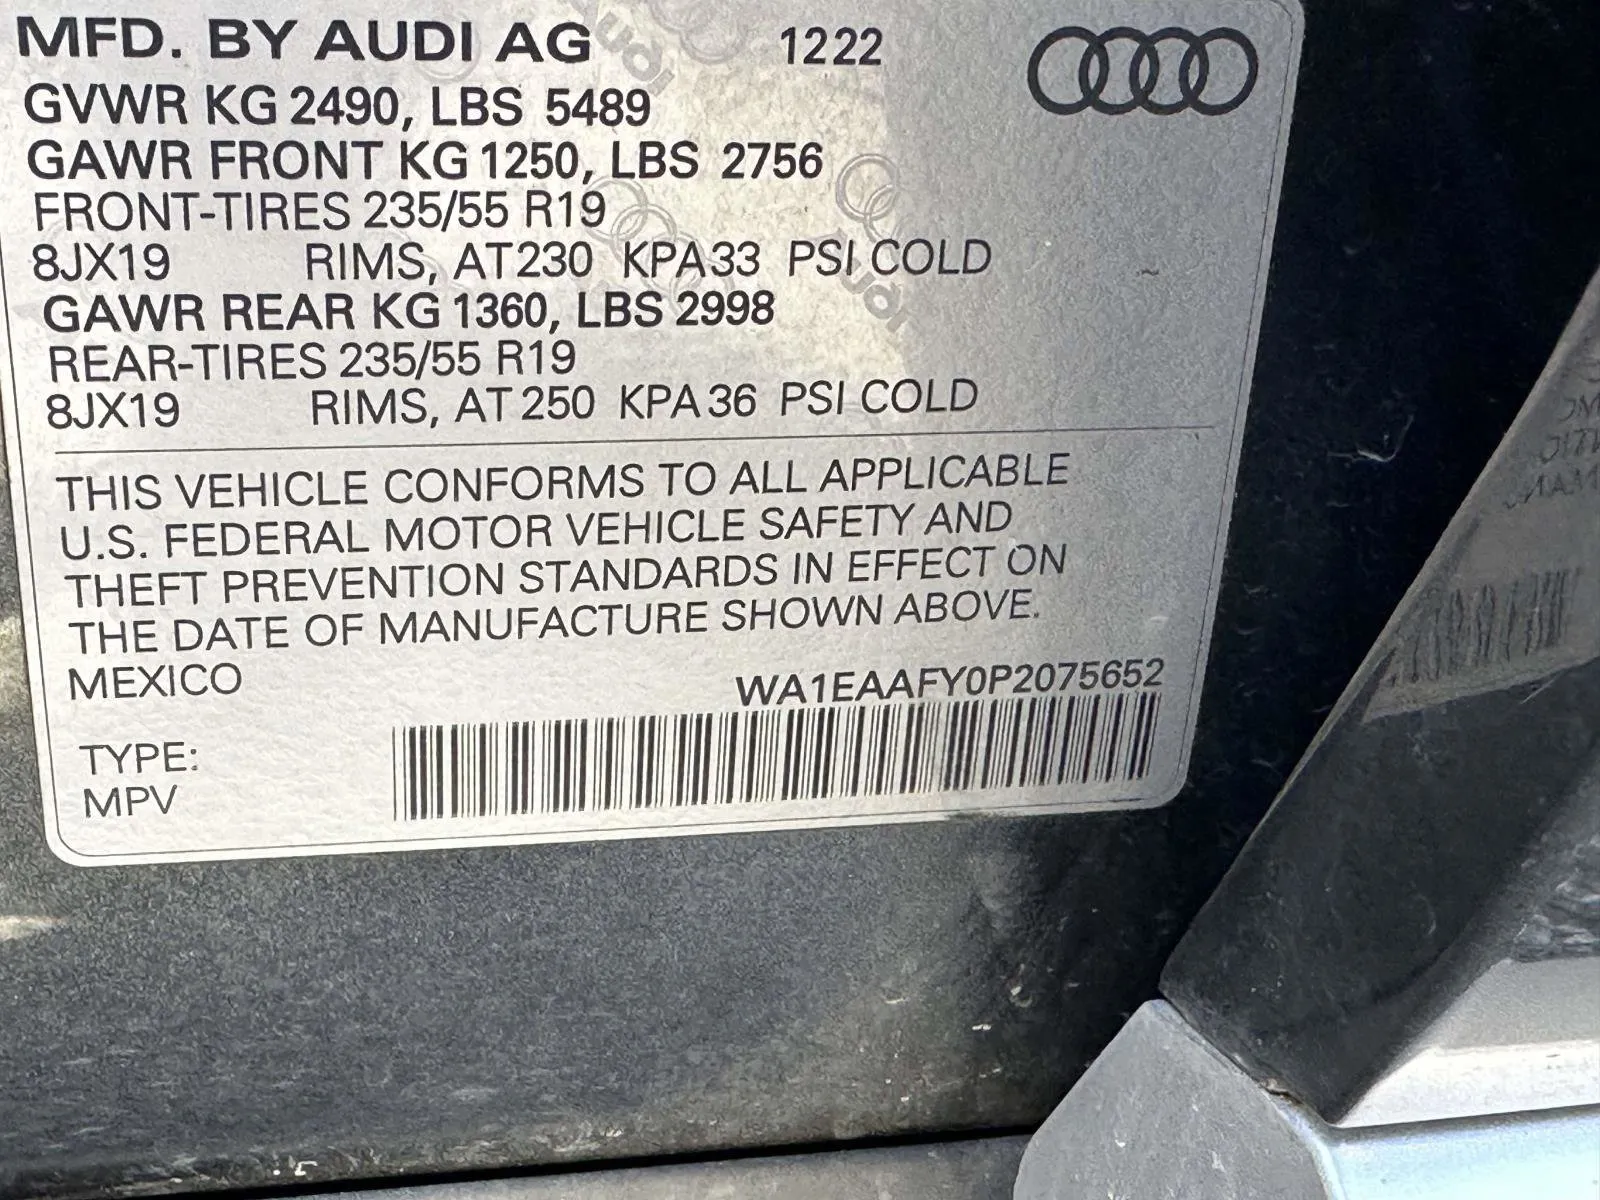 MFD. BY AUDI AG 1222
GVWR KG 2490, LBS 5489
GAWR FRONT KG 1250, LBS 2756
FRONT-TIRES 235/55 R19
8JX19 RIMS, AT 230 KPA 33 PSI COLD
GAWR REAR KG 1360, LBS 2998
REAR-TIRES 235/55 R19
8JX19 RIMS, AT 250 KPA 36 PSI COLD
THIS VEHICLE CONFORMS TO ALL APPLICABLE
U.S. FEDERAL MOTOR VEHICLE SAFETY AND
THEFT PREVENTION STANDARDS IN EFFECT ON
THE DATE OF MANUFACTURE SHOWN ABOVE.
MEXICO
WA1EAAFY0P2075652
TYPE:
MPV